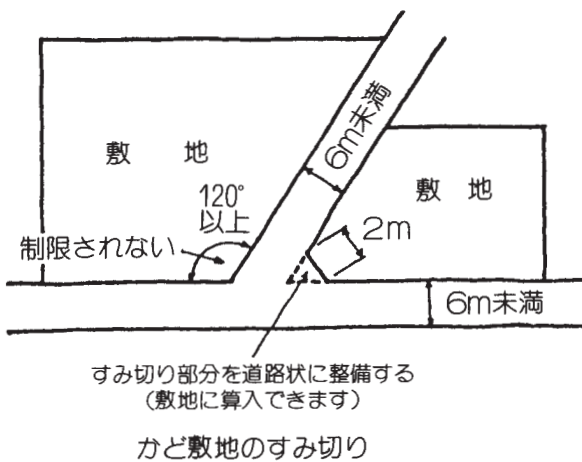 6m未満
敷 地
敷 地
120°
以上
制限されない
2m
6m未満
すみ切り部分を道路状に整備する
(敷地に算入できます)
かど敷地のすみ切り